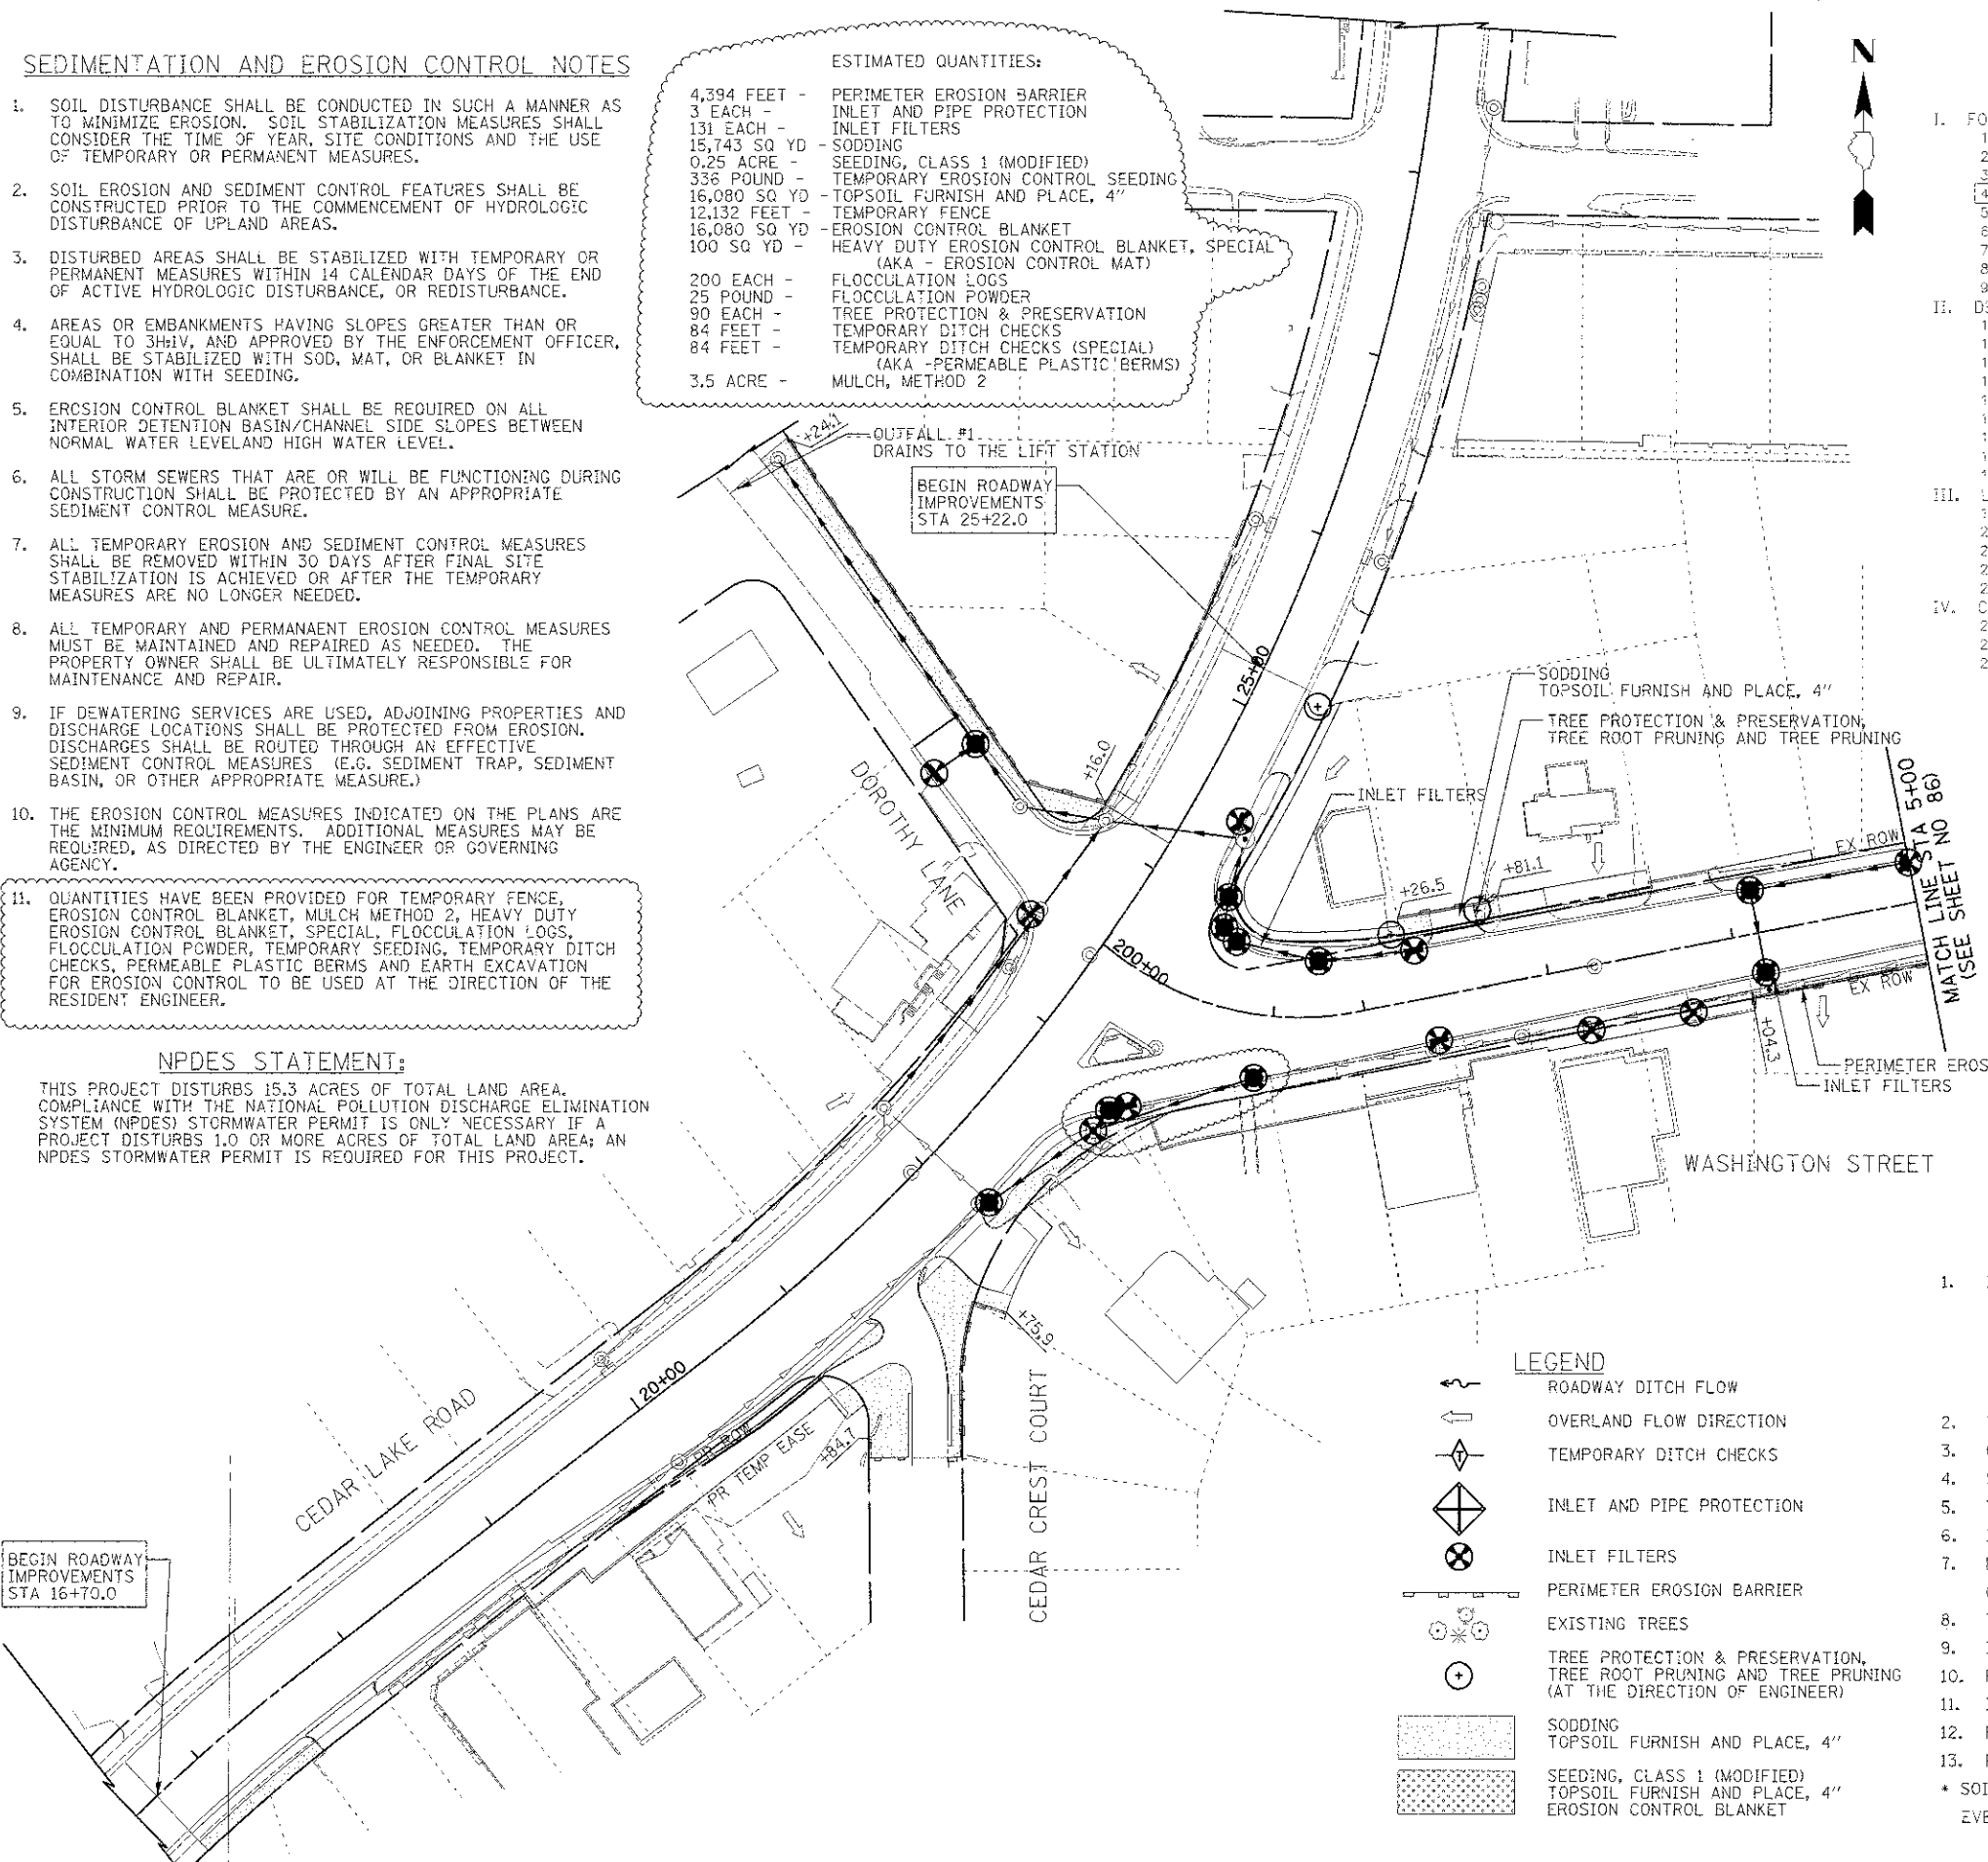 SEDIMENTATION AND EROSION CONTROL NOTES
1. SOIL DISTURBANCE SHALL BE CONDUCTED IN SUCH A MANNER AS
TO MINIMIZE EROSION. SOIL STABILIZATION MEASURES SHALL
CONSIDER THE TIME OF YEAR, SITE CONDITIONS AND THE USE
OF TEMPORARY OR PERMANENT MEASURES.
2. SOIL EROSION AND SEDIMENT CONTROL FEATURES SHALL BE
CONSTRUCTED PRIOR TO THE COMMENCEMENT OF HYDROLOGIC
DISTURBANCE OF UPLAND AREAS.
3. DISTURBED AREAS SHALL BE STABILIZED WITH TEMPORARY OR
PERMANENT MEASURES WITHIN 14 CALENDAR DAYS OF THE END
OF ACTIVE HYDROLOGIC DISTURBANCE, OR REDISTURBANCE.
4. AREAS OR EMBANKMENTS HAVING SLOPES GREATER THAN OR
EQUAL TO 3H:1V, AND APPROVED BY THE ENFORCEMENT OFFICER,
SHALL BE STABILIZED WITH SOD, MAT, OR BLANKET IN
COMBINATION WITH SEEDING.
5. EROSION CONTROL BLANKET SHALL BE REQUIRED ON ALL
INTERIOR DETENTION BASIN/CHANNEL SIDE SLOPES BETWEEN
NORMAL WATER LEVELAND HIGH WATER LEVEL.
6. ALL STORM SEWERS THAT ARE OR WILL BE FUNCTIONING DURING
CONSTRUCTION SHALL BE PROTECTED BY AN APPROPRIATE
SEDIMENT CONTROL MEASURE.
7. ALL TEMPORARY EROSION AND SEDIMENT CONTROL MEASURES
SHALL BE REMOVED WITHIN 30 DAYS AFTER FINAL SITE
STABILIZATION IS ACHIEVED OR AFTER THE TEMPORARY
MEASURES ARE NO LONGER NEEDED.
8. ALL TEMPORARY AND PERMANAENT EROSION CONTROL MEASURES
MUST BE MAINTAINED AND REPAIRED AS NEEDED. THE
PROPERTY OWNER SHALL BE ULTIMATELY RESPONSIBLE FOR
MAINTENANCE AND REPAIR.
9. IF DEWATERING SERVICES ARE USED, ADJOINING PROPERTIES AND
DISCHARGE LOCATIONS SHALL BE PROTECTED FROM EROSION.
DISCHARGES SHALL BE ROUTED THROUGH AN EFFECTIVE
SEDIMENT CONTROL MEASURES (E.G. SEDIMENT TRAP, SEDIMENT
BASIN, OR OTHER APPROPRIATE MEASURE.)
10. THE EROSION CONTROL MEASURES INDICATED ON THE PLANS ARE
THE MINIMUM REQUIREMENTS. ADDITIONAL MEASURES MAY BE
REQUIRED, AS DIRECTED BY THE ENGINEER OR GOVERNING
AGENCY.
11. QUANTITIES HAVE BEEN PROVIDED FOR TEMPORARY FENCE,
EROSION CONTROL BLANKET, MULCH METHOD 2, HEAVY DUTY
EROSION CONTROL BLANKET, SPECIAL, FLOCCULATION LOGS,
FLOCCULATION POWDER, TEMPORARY SEEDING, TEMPORARY DITCH
CHECKS, PERMEABLE PLASTIC BERMS AND EARTH EXCAVATION
FOR EROSION CONTROL TO BE USED AT THE DIRECTION OF THE
RESIDENT ENGINEER.
NPDES STATEMENT:
THIS PROJECT DISTURBS 15.3 ACRES OF TOTAL LAND AREA.
COMPLIANCE WITH THE NATIONAL POLLUTION DISCHARGE ELIMINATION
SYSTEM (NPDES) STORMWATER PERMIT IS ONLY NECESSARY IF A
PROJECT DISTURBS 1.0 OR MORE ACRES OF TOTAL LAND AREA; AN
NPDES STORMWATER PERMIT IS REQUIRED FOR THIS PROJECT.
ESTIMATED QUANTITIES:
4,394 FEET - PERIMETER EROSION BARRIER
3 EACH - INLET AND PIPE PROTECTION
131 EACH - INLET FILTERS
15,743 SQ YD - SODDING
0.25 ACRE - SEEDING, CLASS 1 (MODIFIED)
336 POUND - TEMPORARY EROSION CONTROL SEEDING
16,080 SQ YD - TOPSOIL FURNISH AND PLACE, 4"
12,132 FEET - TEMPORARY FENCE
16,080 SQ YD - EROSION CONTROL BLANKET
100 SQ YD - HEAVY DUTY EROSION CONTROL BLANKET, SPECIAL
(AKA - EROSION CONTROL MAT)
200 EACH - FLOCCULATION LOGS
25 POUND - FLOCCULATION POWDER
90 EACH - TREE PROTECTION & PRESERVATION
84 FEET - TEMPORARY DITCH CHECKS
84 FEET - TEMPORARY DITCH CHECKS (SPECIAL)
(AKA -PERMEABLE PLASTIC BERMS)
3.5 ACRE - MULCH, METHOD 2
N
+24.1
OUTFALL #1
DRAINS TO THE LIFT STATION
BEGIN ROADWAY
IMPROVEMENTS
STA 25+22.0
125+00
+16.0
DOROTHY LANE
SODDING
TOPSOIL FURNISH AND PLACE, 4"
TREE PROTECTION & PRESERVATION,
TREE ROOT PRUNING AND TREE PRUNING
INLET FILTERS
+26.5
+81.1
EX ROW
MATCH LINE STA 5+00
(SEE SHEET NO 86)
200+00
EX ROW
+04.3
PERIMETER EROS
INLET FILTERS
WASHINGTON STREET
+75.9
120+00
CEDAR LAKE ROAD
PR ROW
PR TEMP EASE
+84.7
CEDAR CREST COURT
BEGIN ROADWAY
IMPROVEMENTS
STA 16+70.0
LEGEND
ROADWAY DITCH FLOW
OVERLAND FLOW DIRECTION
T
TEMPORARY DITCH CHECKS
INLET AND PIPE PROTECTION
INLET FILTERS
PERIMETER EROSION BARRIER
EXISTING TREES
TREE PROTECTION & PRESERVATION,
TREE ROOT PRUNING AND TREE PRUNING
(AT THE DIRECTION OF ENGINEER)
SODDING
TOPSOIL FURNISH AND PLACE, 4"
SEEDING, CLASS 1 (MODIFIED)
TOPSOIL FURNISH AND PLACE, 4"
EROSION CONTROL BLANKET
I. FO
II.
III.
IV. C
1.
2.
3.
4.
5.
6.
7.
8.
9.
10.
11.
12.
13.
* SOI
EVE